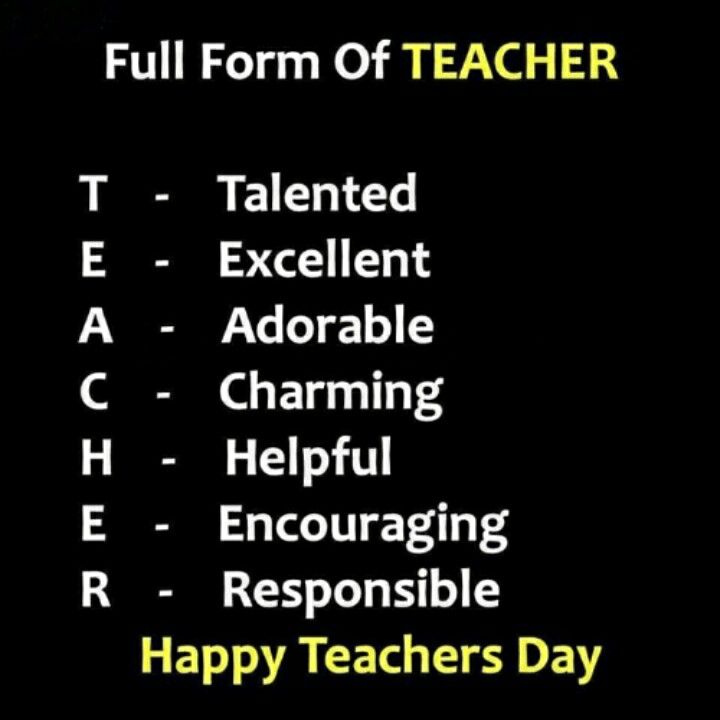 Full Form Of TEACHER
T - Talented
E - Excellent
A - Adorable
C - Charming
H - Helpful
E - Encouraging
R - Responsible
Happy Teachers Day